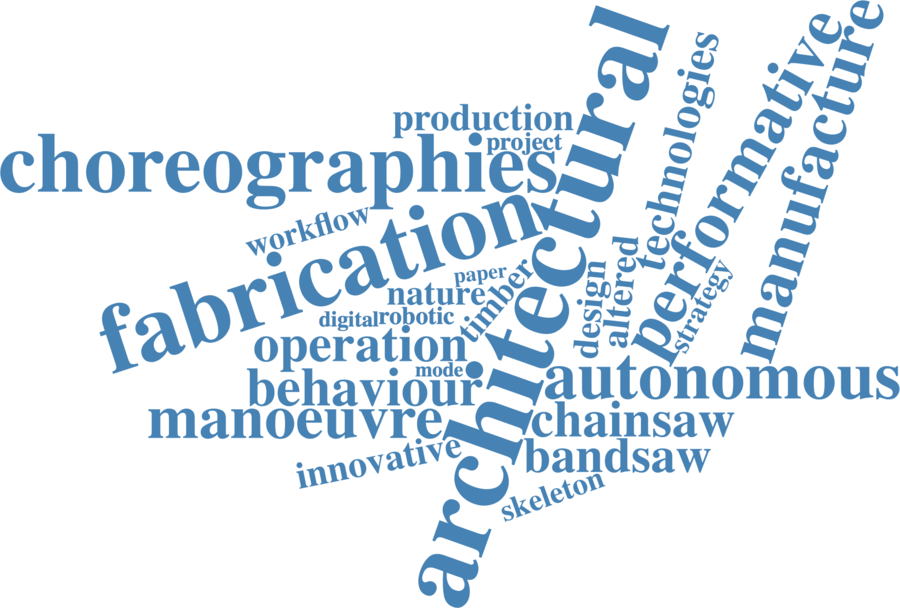 architectural
technologies
performative
manufacture
production
project
choreographies
workflow
fabrication
paper
nature
timber
design
altered
strategy
digital
robotic
operation
mode
behaviour
autonomous
manoeuvre
chainsaw
innovative
bandsaw
skeleton